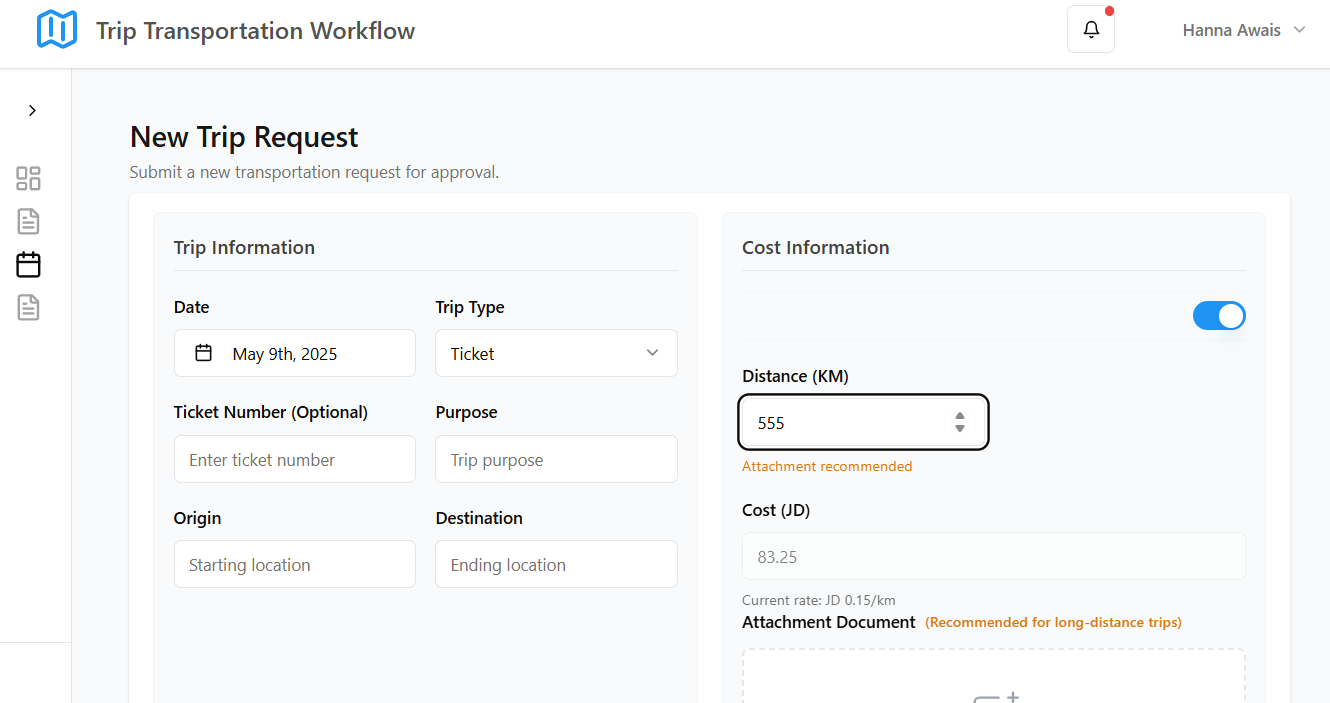 Trip Transportation Workflow
Hanna Awais
New Trip Request
Submit a new transportation request for approval.
Trip Information
Date
Trip Type
May 9th, 2025
Ticket
Ticket Number (Optional)
Purpose
Enter ticket number
Trip purpose
Origin
Destination
Starting location
Ending location
Cost Information
Distance (KM)
555
Attachment recommended
Cost (JD)
83.25
Current rate: JD 0.15/km
Attachment Document (Recommended for long-distance trips)